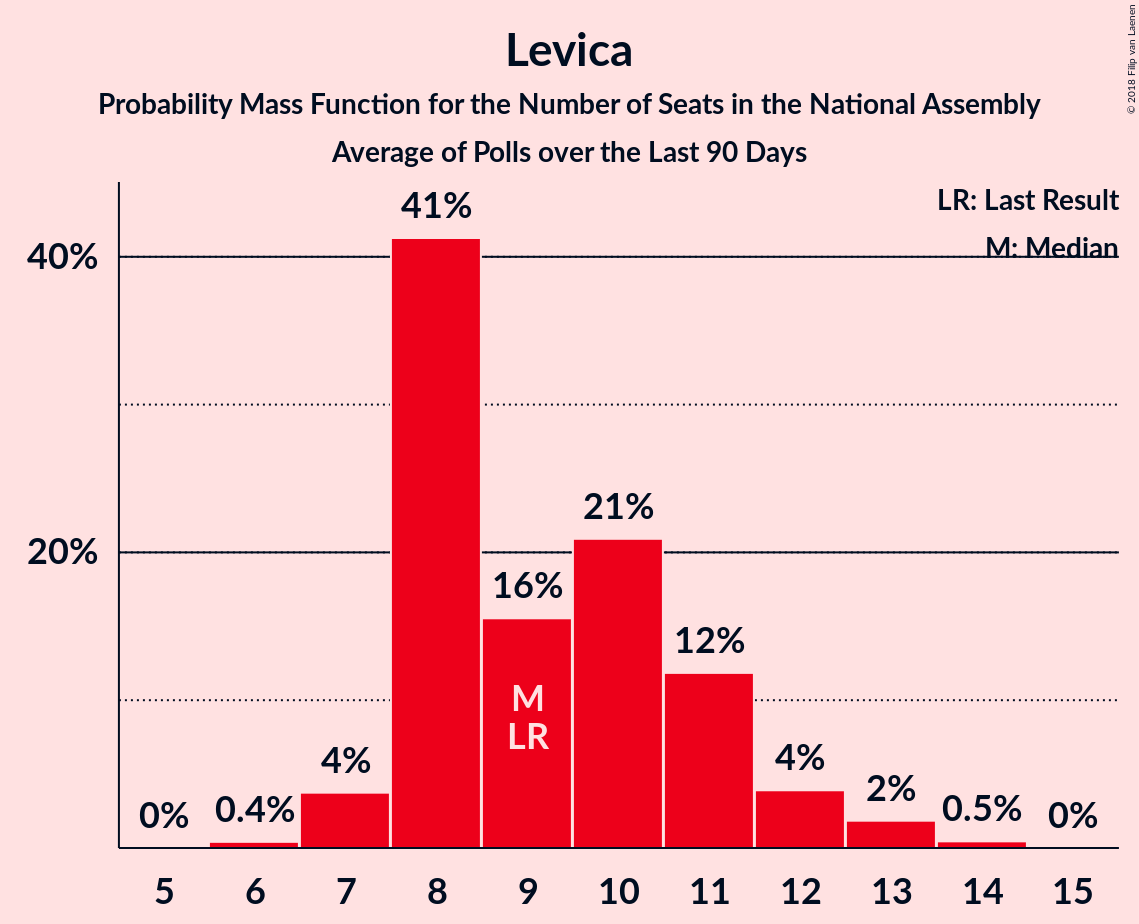 Levica
Probability Mass Function for the Number of Seats in the National Assembly
Average of Polls over the Last 90 Days
© 2018 Filip van Laenen
LR: Last Result
M: Median
40%
20%
0%
0.4%
4%
41%
16%
21%
12%
4%
2%
0.5%
0%
M
LR
5 6 7 8 9 10 11 12 13 14 15